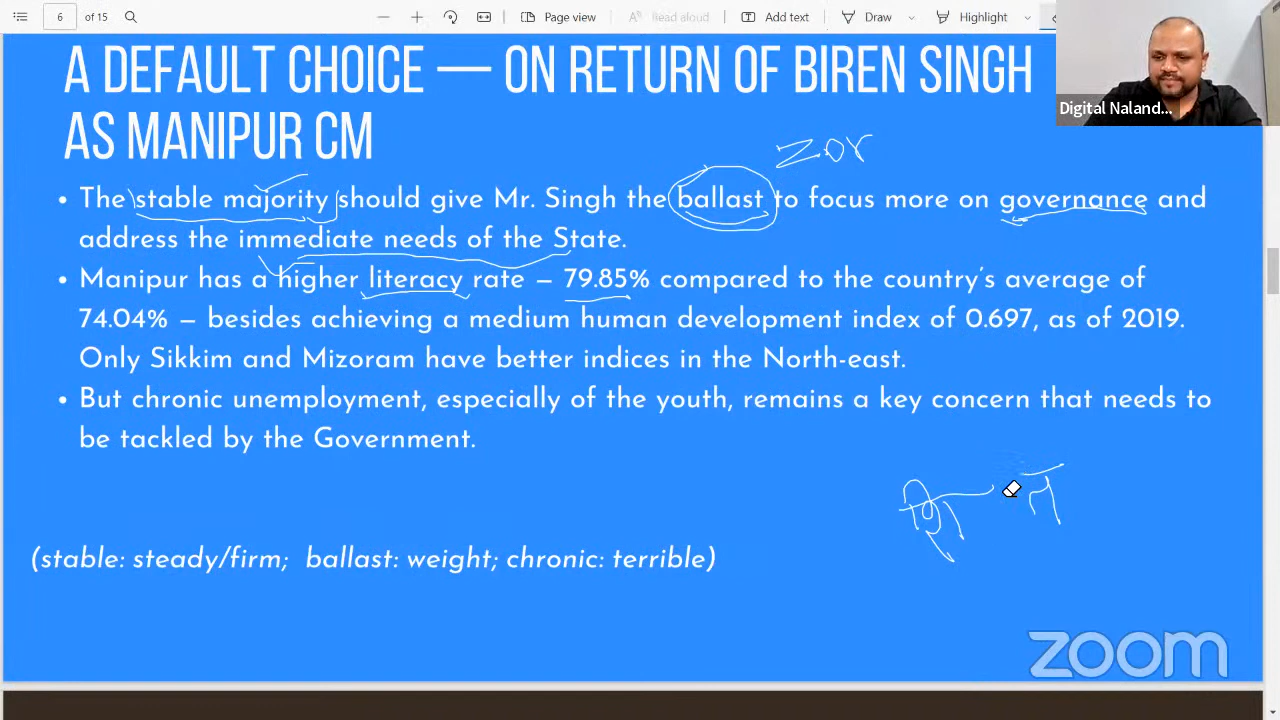 6 of 15 Page view Read aloud Add text Draw Highlight
A DEFAULT CHOICE — ON RETURN OF BIREN SINGH
AS MANIPUR CM
Digital Naland...
zor
• The stable majority should give Mr. Singh the ballast to focus more on governance and
address the immediate needs of the State.
• Manipur has a higher literacy rate – 79.85% compared to the country's average of
74.04% – besides achieving a medium human development index of 0.697, as of 2019.
Only Sikkim and Mizoram have better indices in the North-east.
• But chronic unemployment, especially of the youth, remains a key concern that needs to
be tackled by the Government.
(stable: steady/firm; ballast: weight; chronic: terrible)
zoom